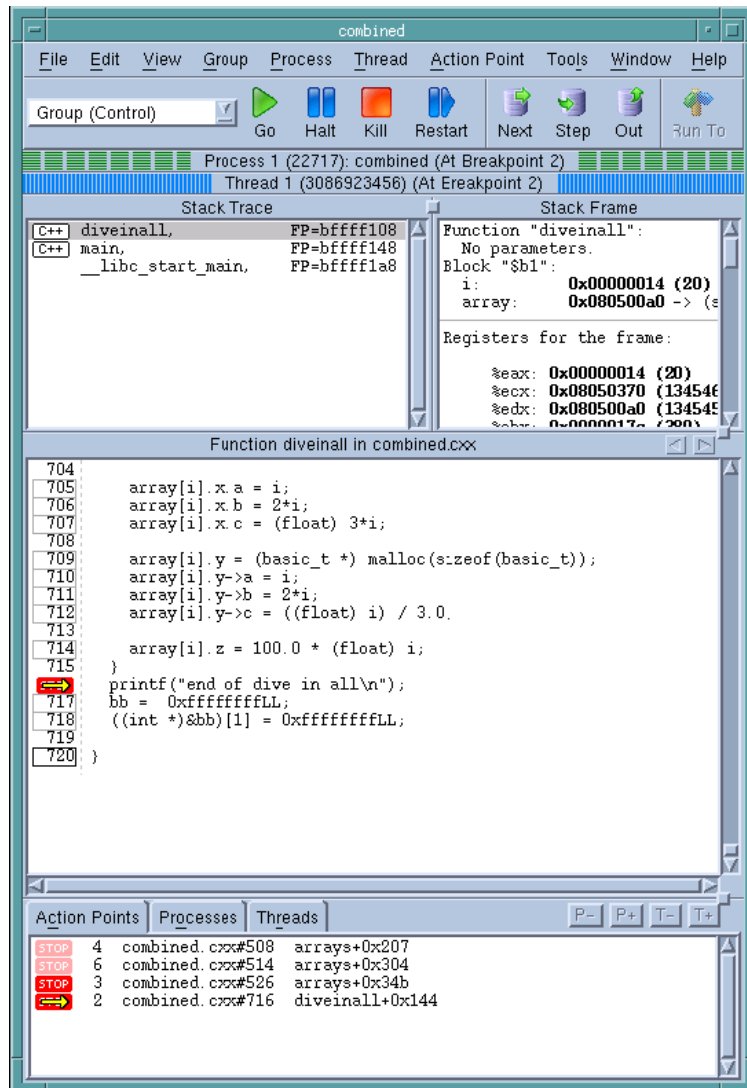 combined
File Edit View Group Process Thread Action Point Tools Window Help
Group (Control)
Go Halt Kill Restart Next Step Out Run To
Process 1 (22717): combined (At Breakpoint 2)
Thread 1 (3086923456) (At Ereakpoint 2)
Stack Trace
C++ diveinall, FP=bffff108
C++ main, FP=bffff148
__libc_start_main, FP=bffff1a8
Stack Frame
Function "diveinall":
No parameters.
Block "$b1":
i: 0x00000014 (20)
array: 0x080500a0 -> (s
Registers for the frame:
%eax: 0x00000014 (20)
%ecx: 0x08050370 (134546
%edx: 0x080500a0 (134545
Function diveinall in combined.cxx
704
705 array[i].x.a = i;
706 array[i].x.b = 2*i;
707 array[i].x.c = (float) 3*i;
708
709 array[i].y = (basic_t *) malloc(sizeof(basic_t));
710 array[i].y->a = i;
711 array[i].y->b = 2*i;
712 array[i].y->c = ((float) i) / 3.0.
713
714 array[i].z = 100.0 * (float) i;
715 }
printf("end of dive in all\n");
717 bb = 0xffffffffLL;
718 ((int *)&bb)[1] = 0xffffffffLL;
719
720 }
Action Points Processes Threads P- P+ T- T+
STOP 4 combined.cxx#508 arrays+0x207
STOP 6 combined.cxx#514 arrays+0x304
STOP 3 combined.cxx#526 arrays+0x34b
2 combined.cxx#716 diveinall+0x144